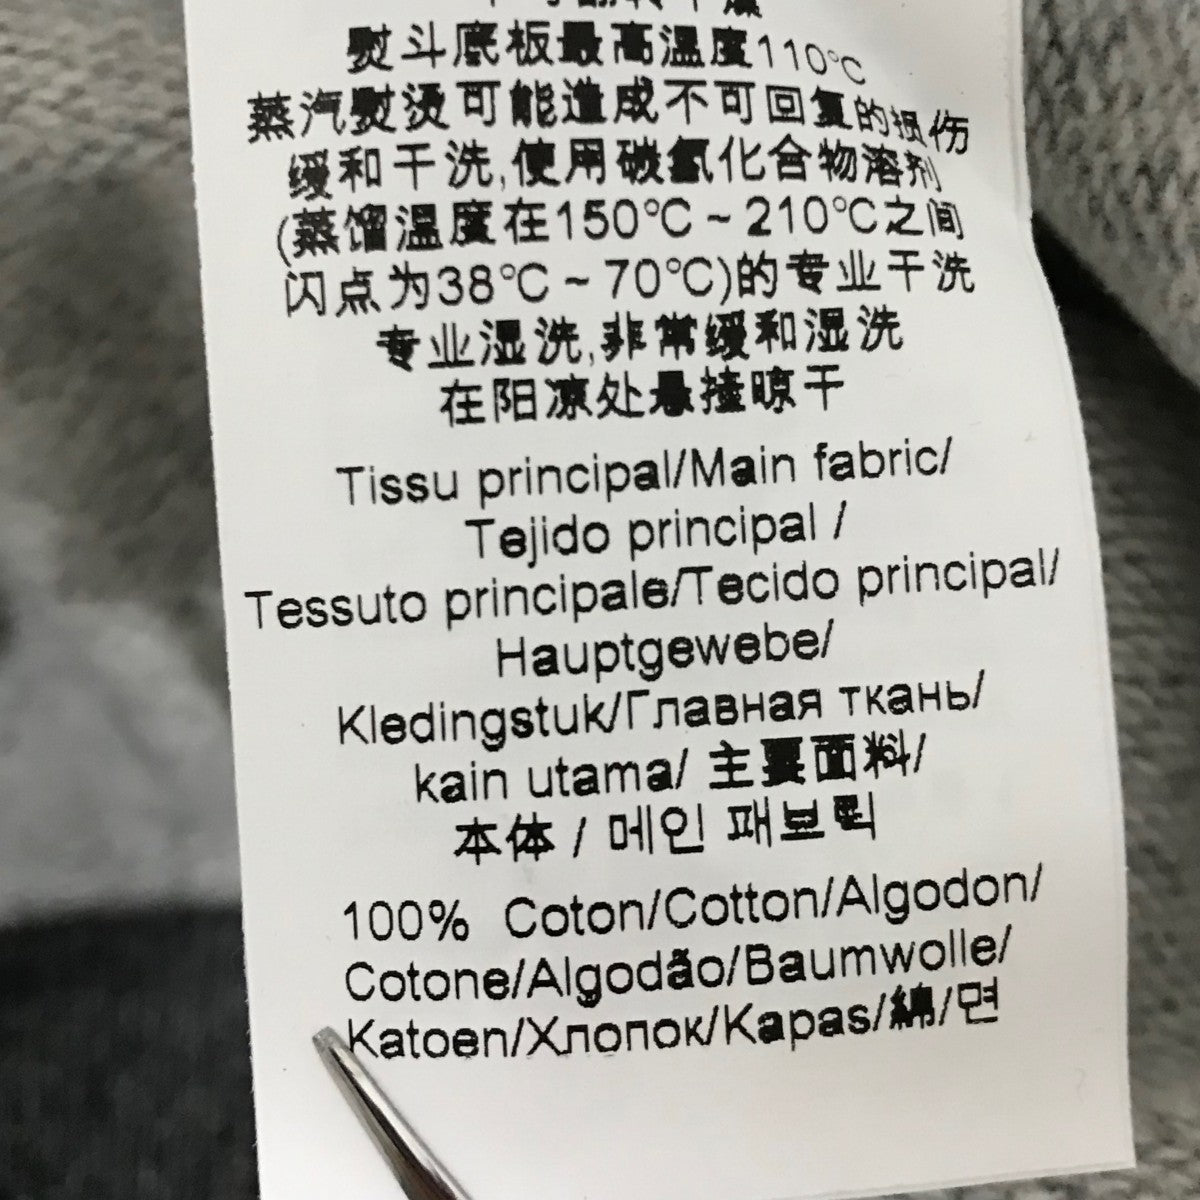 熨斗底板最高温度110℃
蒸汽熨烫可能造成不可回复的损伤
缓和干洗,使用碳氢化合物溶剂
(蒸馏温度在150℃~210℃之间
闪点为38℃~70℃)的专业干洗
专业湿洗,非常缓和湿洗
在阳凉处悬挂晾干
Tissu principal/Main fabric/
Tejido principal /
Tessuto principale/Tecido principal/
Hauptgewebe/
Kledingstuk/Главная ткань/
kain utama/ 主要面料/
本体 / 메인 패브릭
100% Coton/Cotton/Algodon/
Cotone/Algodão/Baumwolle/
Katoen/Хлопок/Kapas/綿/면